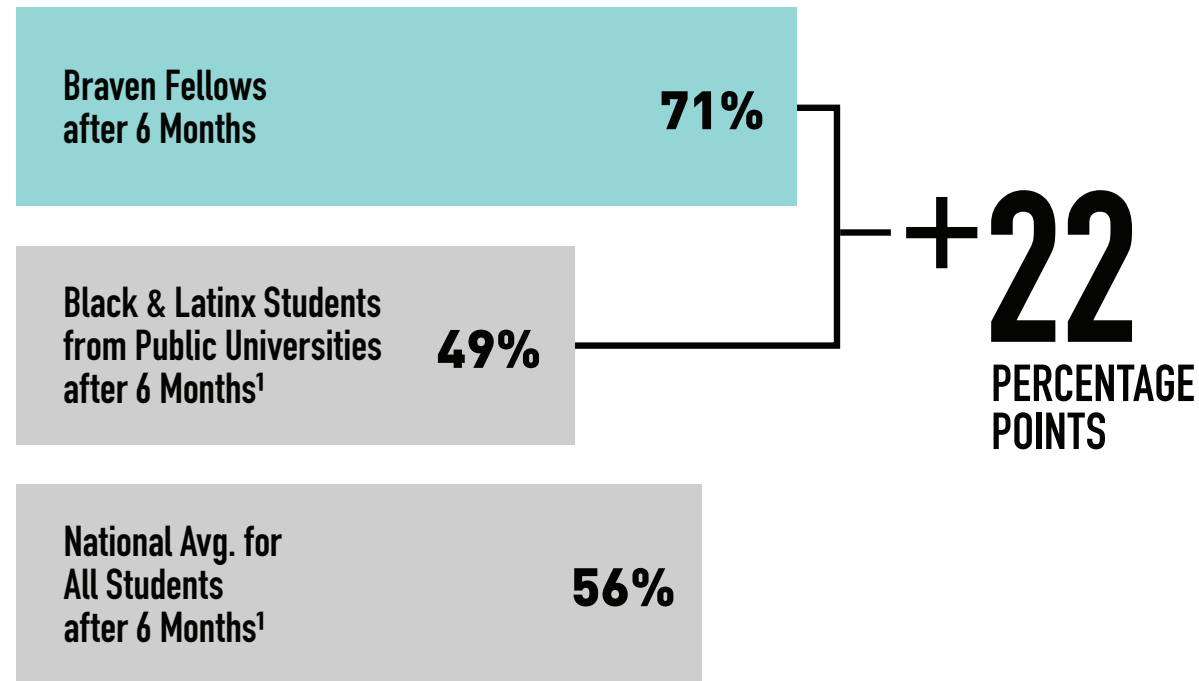 Braven Fellows
after 6 Months
71%
Black & Latinx Students
from Public Universities
after 6 Months¹
49%
+22
PERCENTAGE
POINTS
National Avg. for
All Students
after 6 Months¹
56%